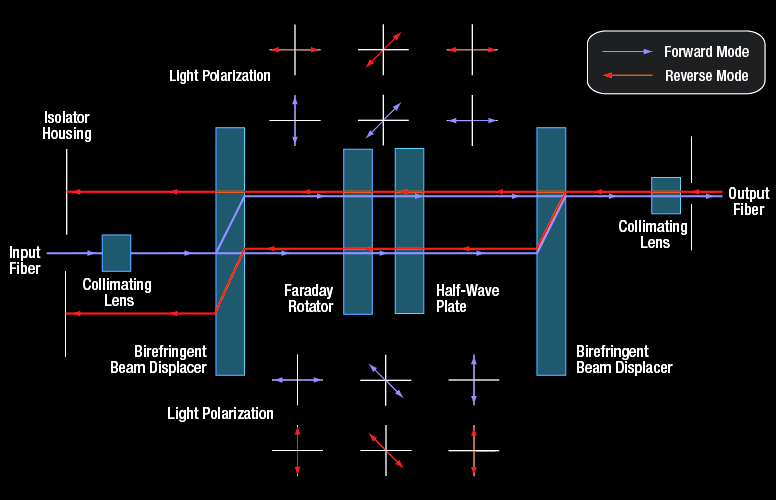 Forward Mode
Reverse Mode
Light Polarization
Isolator
Housing
Output
Fiber
Input
Fiber
Collimating
Lens
Collimating
Lens
Faraday
Rotator
Half-Wave
Plate
Birefringent
Beam Displacer
Birefringent
Beam Displacer
Light Polarization